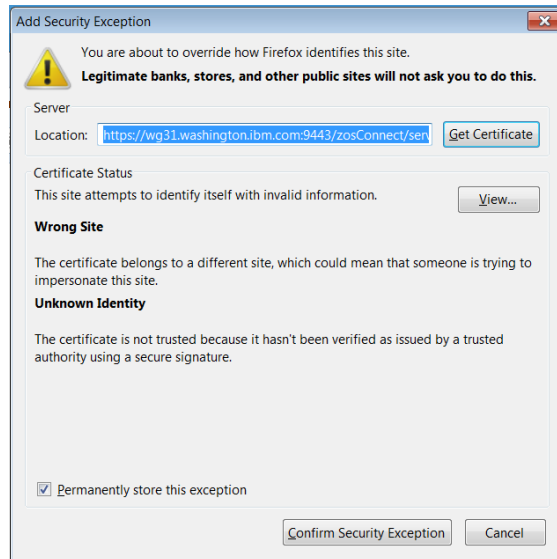 Add Security Exception
You are about to override how Firefox identifies this site.
Legitimate banks, stores, and other public sites will not ask you to do this.
Server
Location: https://wg31.washington.ibm.com:9443/zosConnect/serv Get Certificate
Certificate Status
This site attempts to identify itself with invalid information.
View...
Wrong Site
The certificate belongs to a different site, which could mean that someone is trying to
impersonate this site.
Unknown Identity
The certificate is not trusted because it hasn't been verified as issued by a trusted
authority using a secure signature.
Permanently store this exception
Confirm Security Exception Cancel